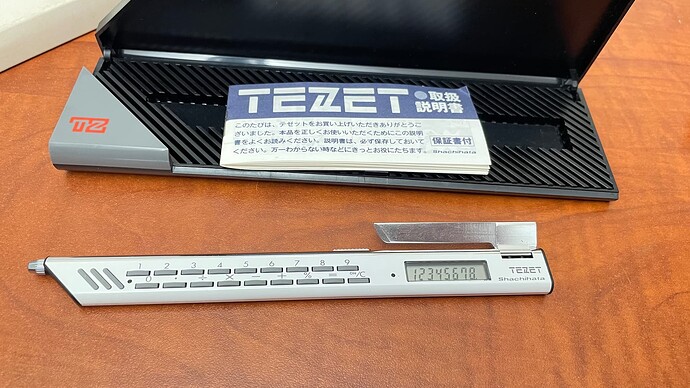 TEZET
●取扱
説明書
このたびは、テゼットをお買い上げいただきありがとうご
ざいました。本品を正しくお使いいただくためにこの説明
書をよくお読みください。説明書は、必ず保存しておいて
ください。万一わからない時などにきっとお役にたちます。
保証書付
Shachihata
TZ
1 2 3 4 5 6 7 8 9
0 · ÷ × − + % = ON/C
12345678.
TEZET
Shachihata